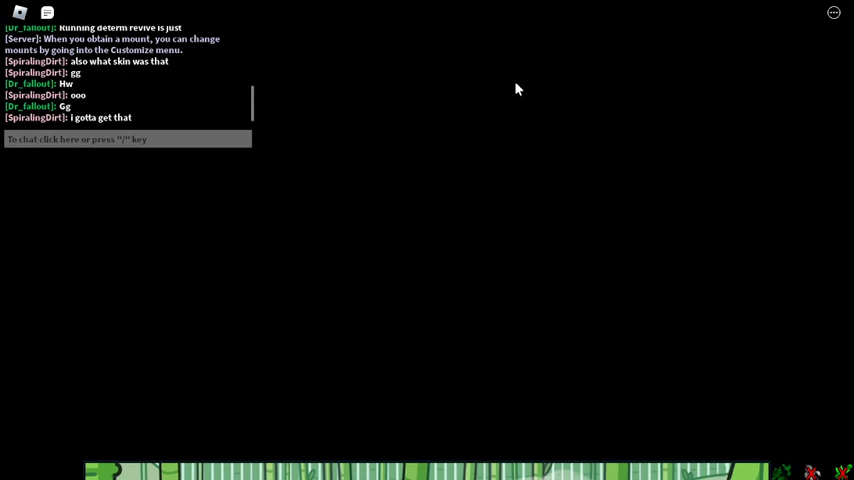 [Dr_fallout]: Running determ revive is just
[Server]: When you obtain a mount, you can change
mounts by going into the Customize menu.
[SpiralingDirt]: also what skin was that
[SpiralingDirt]: gg
[Dr_fallout]: Hw
[SpiralingDirt]: ooo
[Dr_fallout]: Gg
[SpiralingDirt]: i gotta get that
To chat click here or press "/" key